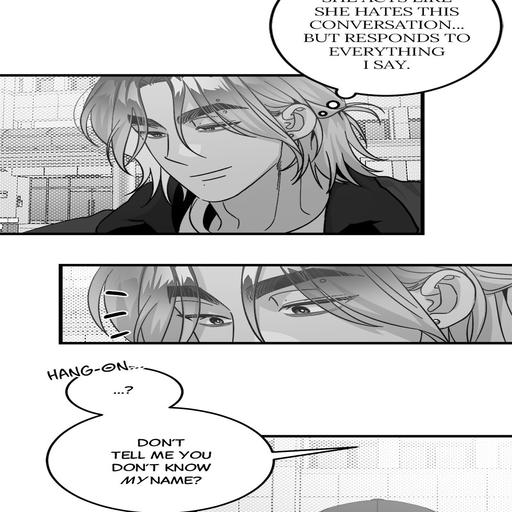 SHE ACTS LIKE
SHE HATES THIS
CONVERSATION...
BUT RESPONDS TO
EVERYTHING
I SAY.
HANG-ON...
...?
DON'T
TELL ME YOU
DON'T KNOW
MY NAME?